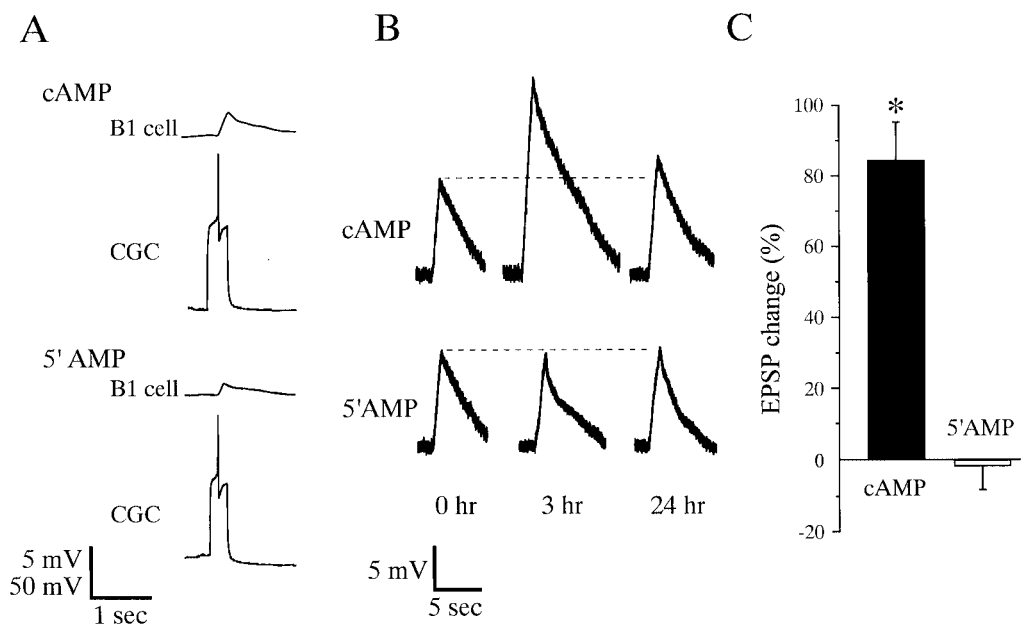 A
cAMP
B1 cell
CGC
5' AMP
B1 cell
CGC
5 mV
50 mV
1 sec
B
cAMP
5'AMP
0 hr 3 hr 24 hr
5 mV
5 sec
C
EPSP change (%)
100
80
60
40
20
0
-20
*
cAMP
5'AMP